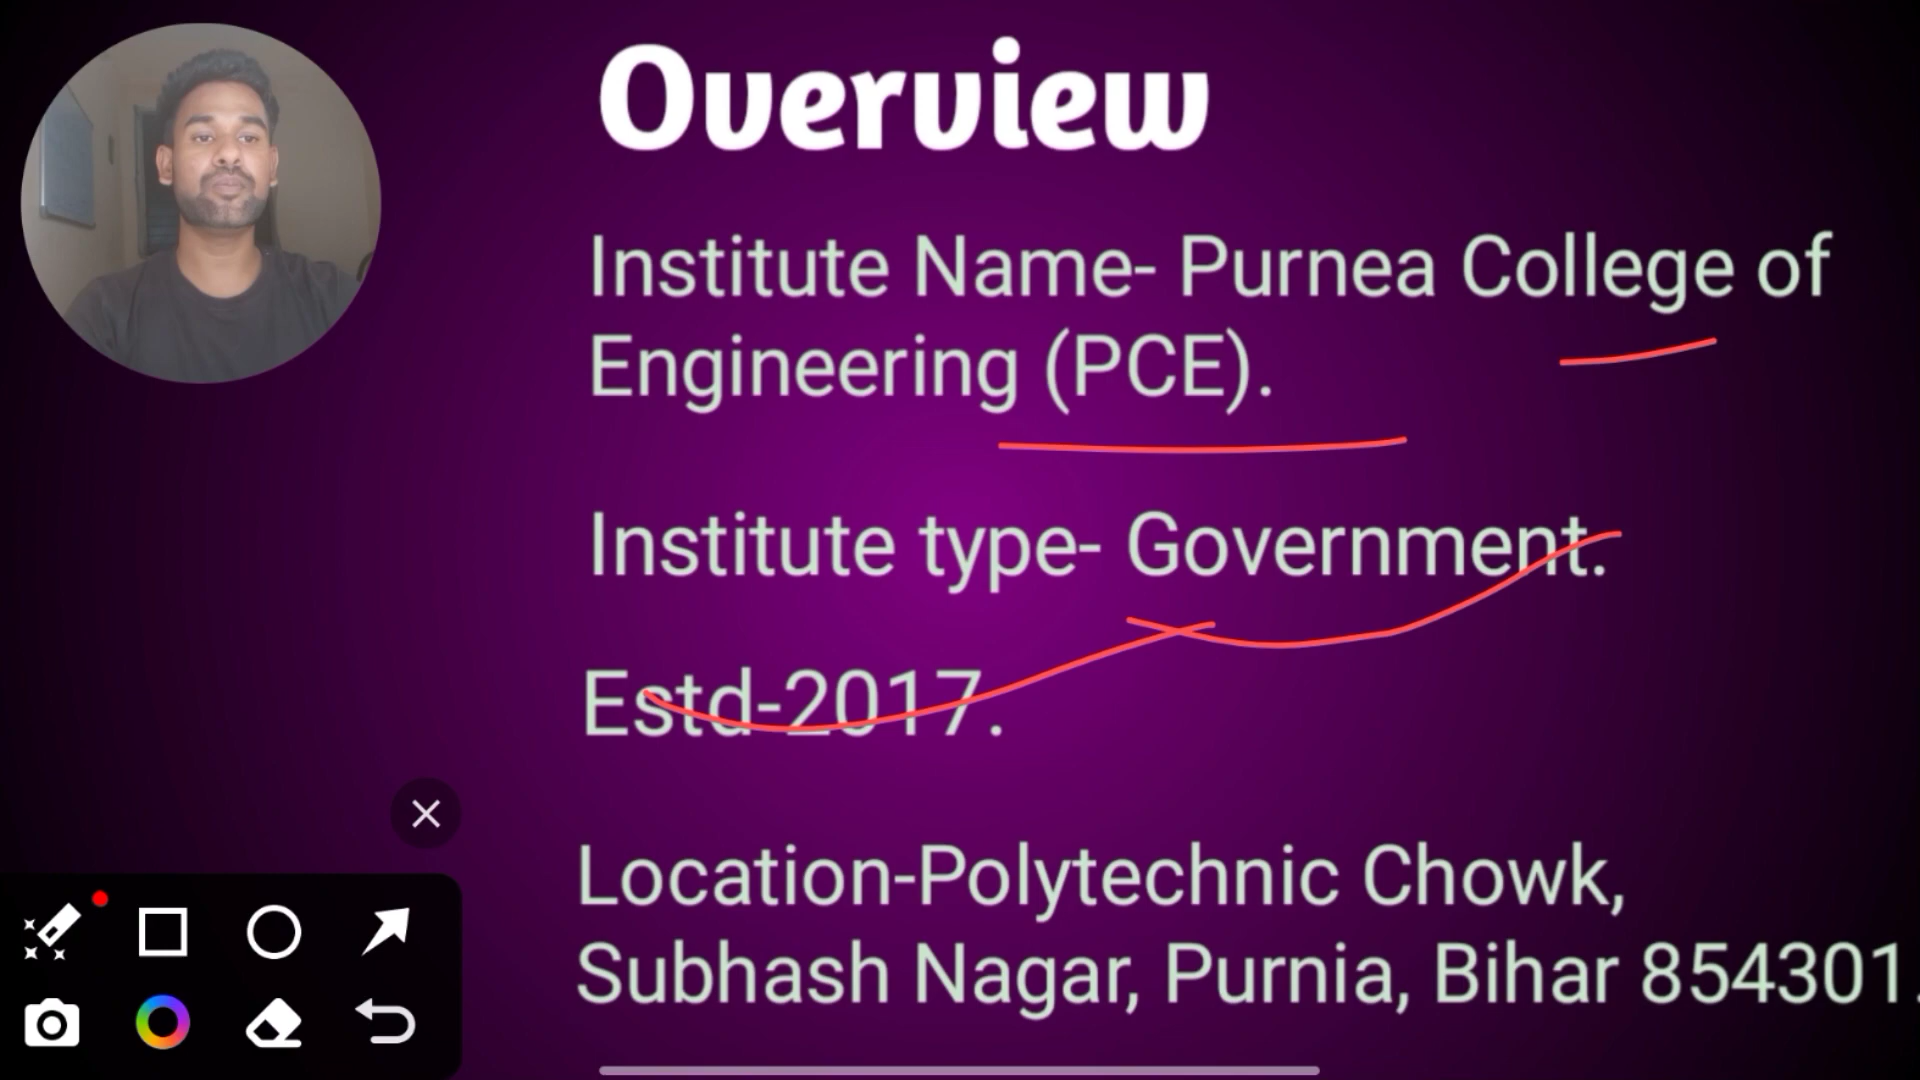 Overview
Institute Name- Purnea College of
Engineering (PCE).
Institute type- Government.
Estd-2017.
Location-Polytechnic Chowk,
Subhash Nagar, Purnia, Bihar 854301.